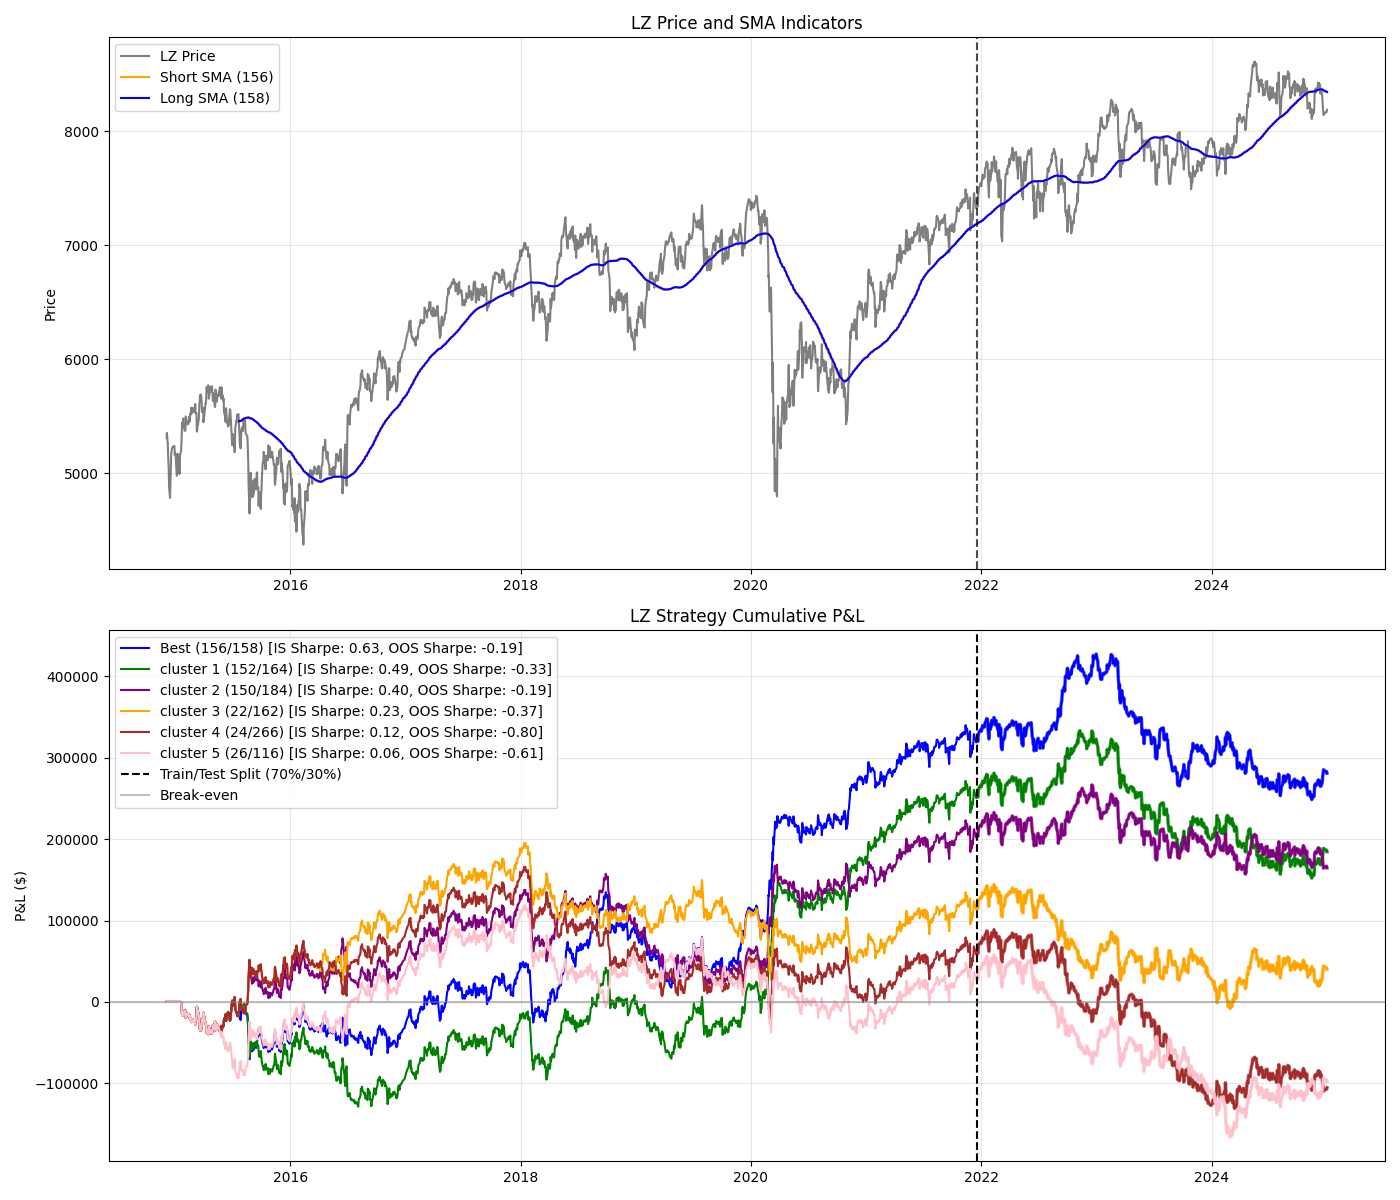 LZ Price and SMA Indicators
LZ Price
Short SMA (156)
Long SMA (158)
Price
8000
7000
6000
5000
2016
2018
2020
2022
2024
LZ Strategy Cumulative P&L
Best (156/158) [IS Sharpe: 0.63, OOS Sharpe: -0.19]
cluster 1 (152/164) [IS Sharpe: 0.49, OOS Sharpe: -0.33]
cluster 2 (150/184) [IS Sharpe: 0.40, OOS Sharpe: -0.19]
cluster 3 (22/162) [IS Sharpe: 0.23, OOS Sharpe: -0.37]
cluster 4 (24/266) [IS Sharpe: 0.12, OOS Sharpe: -0.80]
cluster 5 (26/116) [IS Sharpe: 0.06, OOS Sharpe: -0.61]
Train/Test Split (70%/30%)
Break-even
P&L ($)
400000
300000
200000
100000
0
−100000
2016
2018
2020
2022
2024